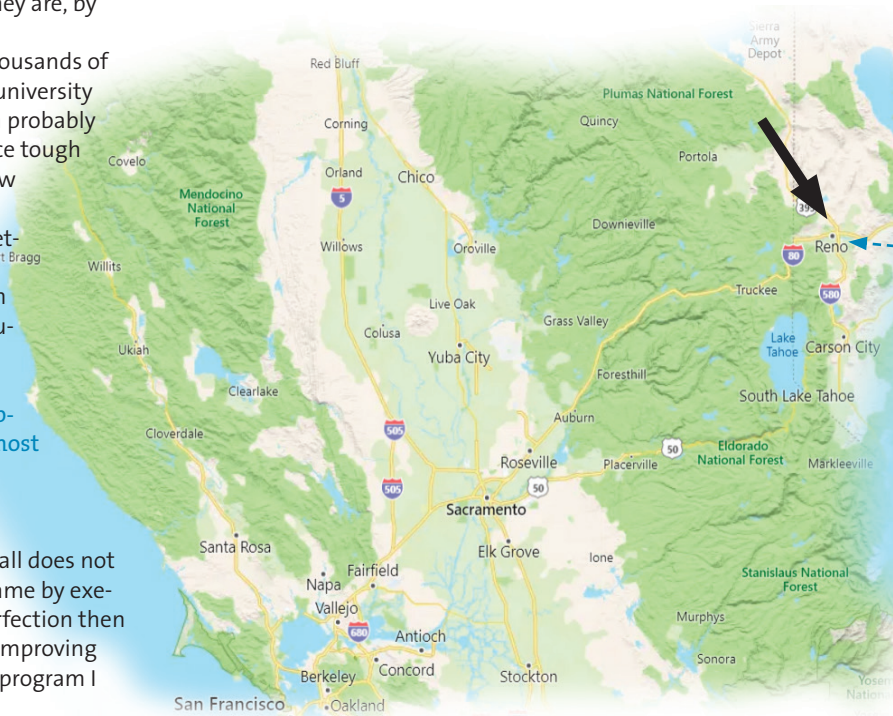 hey are, by
ousands of
university
probably
ce tough
w
et-
n
u-
o-
nost
all does not
ame by exe-
rfection then
improving
program I
Sierra
Army
Depot
Red Bluff
Plumas National Forest
Corning
Quincy
Covelo
Portola
Orland
Chico
5
Mendocino
National
Forest
395
Downieville
Willows
Oroville
Reno
rt Bragg
80
Willits
Truckee
580
Live Oak
Grass Valley
Colusa
Lake
Tahoe
Carson City
Ukiah
Yuba City
Foresthill
Clearlake
South Lake Tahoe
Auburn
505
Cloverdale
50
Eldorado
National Forest
Roseville
Placerville
Markleeville
505
50
Sacramento
Santa Rosa
Elk Grove
Ione
Fairfield
Napa
Stanislaus National
Forest
Vallejo
680
Murphys
Antioch
Sonora
Concord
Berkeley
Stockton
Yosem
Nation
San Francisco
Oakland